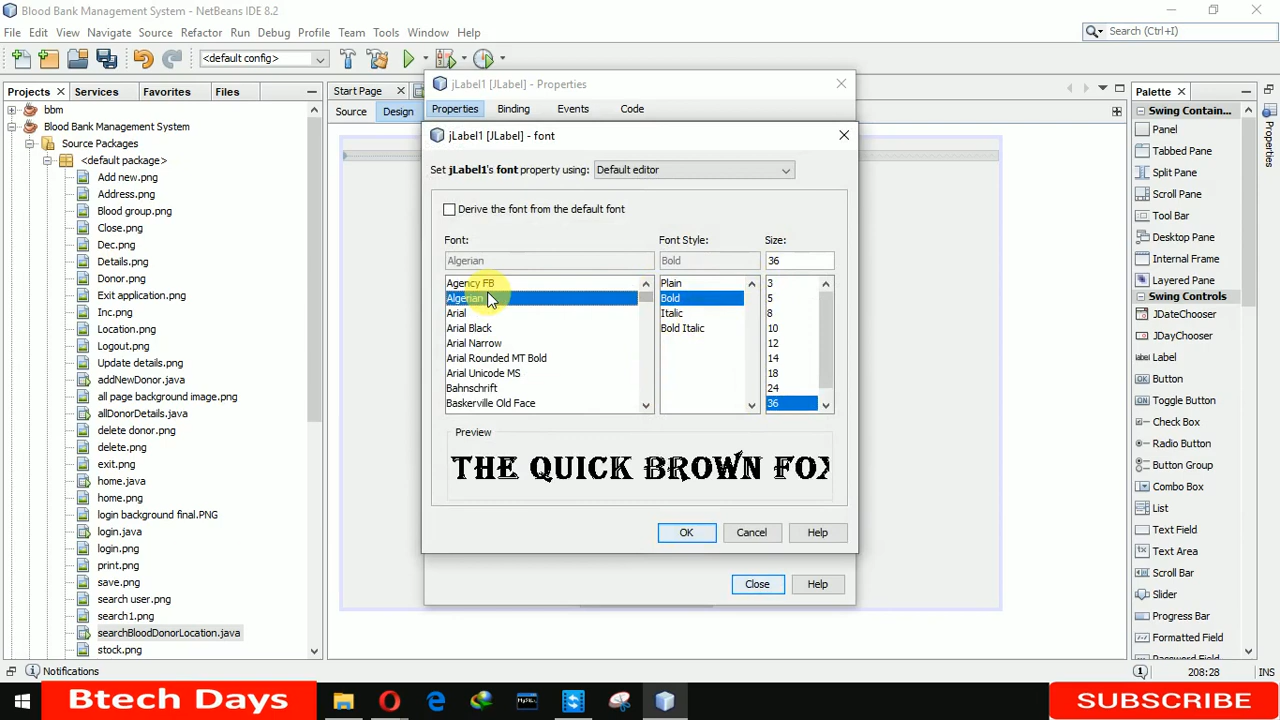 Blood Bank Management System - NetBeans IDE 8.2
File Edit View Navigate Source Refactor Run Debug Profile Team Tools Window Help
Search (Ctrl+I)
<default config>
Projects Services Favorites Files
bbm
Blood Bank Management System
Source Packages
<default package>
Add new.png
Address.png
Blood group.png
Close.png
Dec.png
Details.png
Donor.png
Exit application.png
Inc.png
Location.png
Logout.png
Update details.png
addNewDonor.java
all page background image.png
allDonorDetails.java
delete donor.png
delete.png
exit.png
home.java
home.png
login background final.PNG
login.java
login.png
print.png
save.png
search user.png
search1.png
searchBloodDonorLocation.java
stock.png
Start Page
Source Design
jLabel1 [JLabel] - Properties
Properties Binding Events Code
jLabel1 [JLabel] - font
Set jLabel1's font property using: Default editor
Derive the font from the default font
Font: Font Style: Size:
Algerian Bold 36
Agency FB Plain 3
Algerian Bold 5
Arial Italic 8
Arial Black Bold Italic 10
Arial Narrow 12
Arial Rounded MT Bold 14
Arial Unicode MS 18
Bahnschrift 24
Baskerville Old Face 36
Preview
THE QUICK BROWN FOX
OK Cancel Help
Close Help
Palette
Swing Contain...
Panel
Tabbed Pane
Split Pane
Scroll Pane
Tool Bar
Desktop Pane
Internal Frame
Layered Pane
Swing Controls
JDateChooser
JDayChooser
Label
Button
Toggle Button
Check Box
Radio Button
Button Group
Combo Box
List
Text Field
Text Area
Scroll Bar
Slider
Progress Bar
Formatted Field
Password Field
Properties
Notifications
208:28 INS
Btech Days
SUBSCRIBE